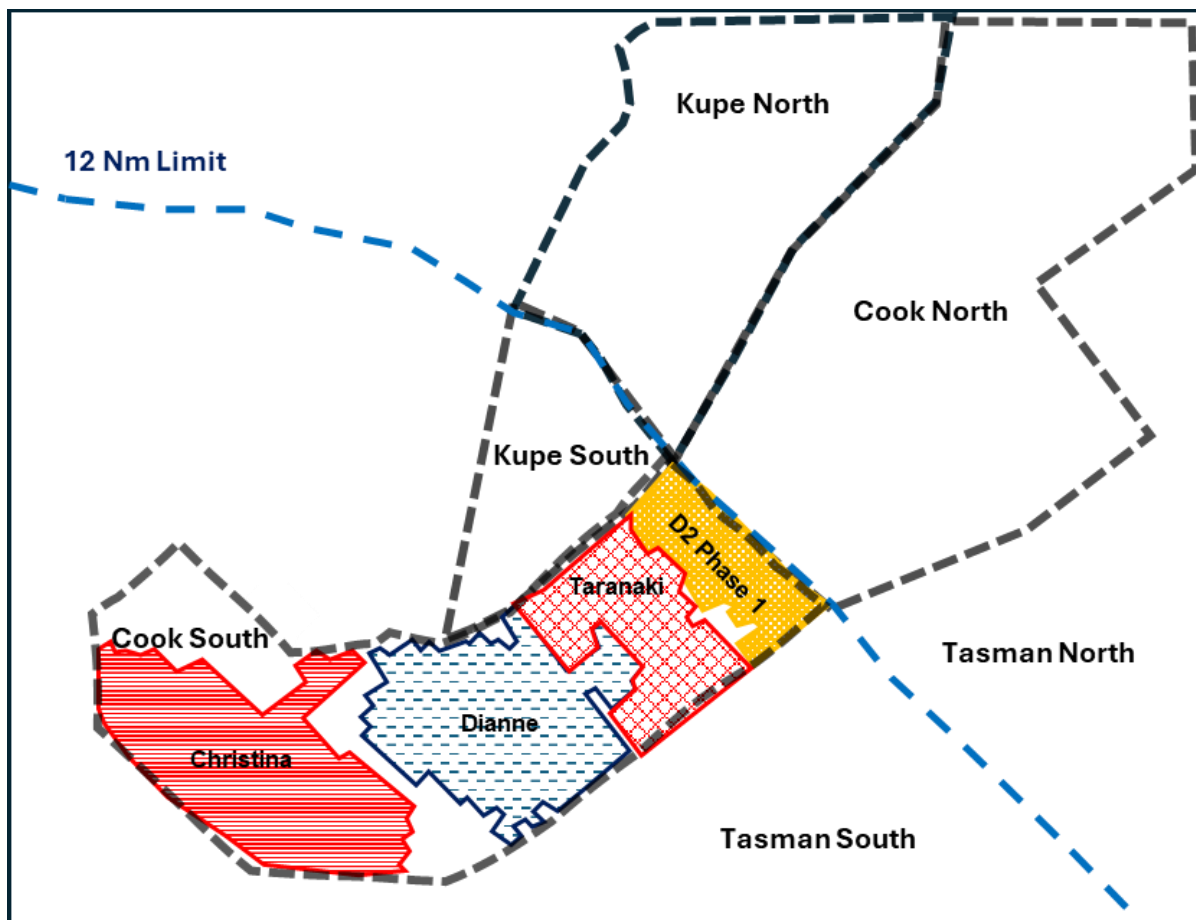 Kupe North
12 Nm Limit
Cook North
Kupe South
D2 Phase 1
Taranaki
Cook South
Tasman North
Dianne
Christina
Tasman South